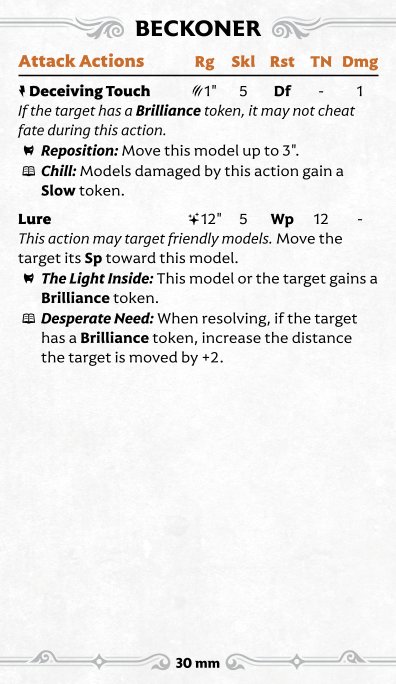 BECKONER
Attack Actions Rg Skl Rst TN Dmg
Deceiving Touch 1" 5 Df - 1
If the target has a Brilliance token, it may not cheat
fate during this action.
Reposition: Move this model up to 3".
Chill: Models damaged by this action gain a
Slow token.
Lure 12" 5 Wp 12 -
This action may target friendly models. Move the
target its Sp toward this model.
The Light Inside: This model or the target gains a
Brilliance token.
Desperate Need: When resolving, if the target
has a Brilliance token, increase the distance
the target is moved by +2.
30 mm